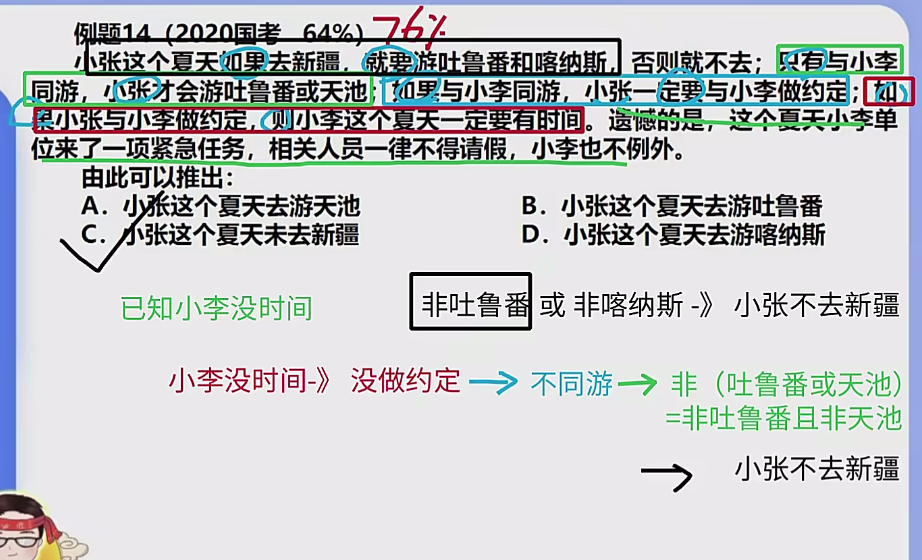 例题14（2020国考 64%） 76%
小张这个夏天如果去新疆，就要游吐鲁番和喀纳斯，否则就不去；只有与小李
同游，小张才会游吐鲁番或天池；如果与小李同游，小张一定要与小李做约定；如
果小张与小李做约定，则小李这个夏天一定要有时间。遗憾的是，这个夏天小李单
位来了一项紧急任务，相关人员一律不得请假，小李也不例外。
由此可以推出：
A．小张这个夏天去游天池 B．小张这个夏天去游吐鲁番
C．小张这个夏天未去新疆 D．小张这个夏天去游喀纳斯
已知小李没时间 非吐鲁番 或 非喀纳斯 -》 小张不去新疆
小李没时间-》 没做约定 → 不同游 → 非（吐鲁番或天池）
=非吐鲁番且非天池
→ 小张不去新疆